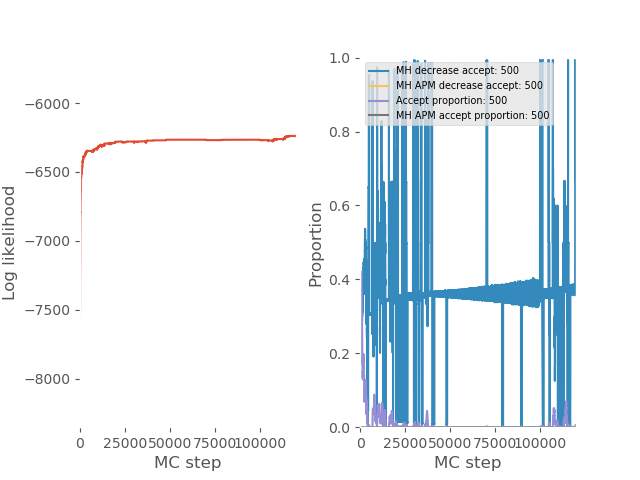 Log likelihood
−6000
−6500
−7000
−7500
−8000
0 25000 50000 75000 100000
MC step
Proportion
1.0
0.8
0.6
0.4
0.2
0.0
MH decrease accept: 500
MH APM decrease accept: 500
Accept proportion: 500
MH APM accept proportion: 500
0 25000 50000 75000 100000
MC step